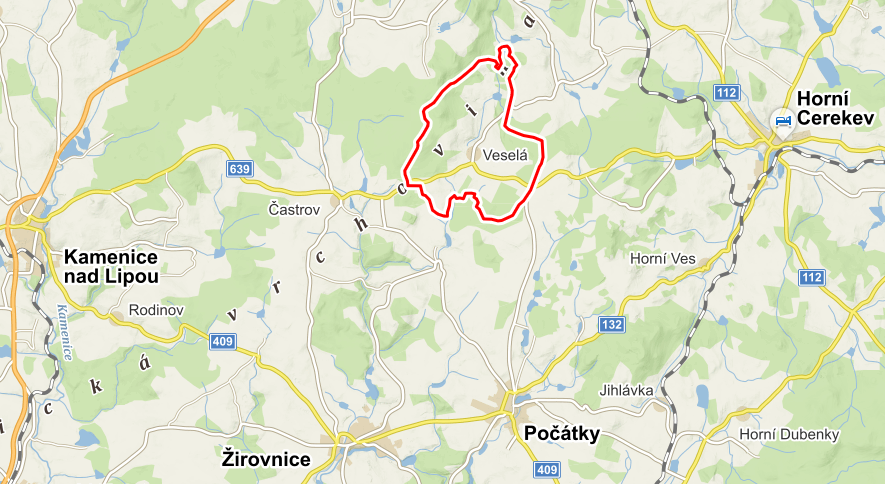 a
112
Horní
Cerekev
i
v
Veselá
639
c
Častrov
h
c
Kamenice
nad Lipou
Horní Ves
r
112
v
Rodinov
132
Kamenice
409
á
k
Jihlávka
c
i
Počátky
Horní Dubenky
Žirovnice
409